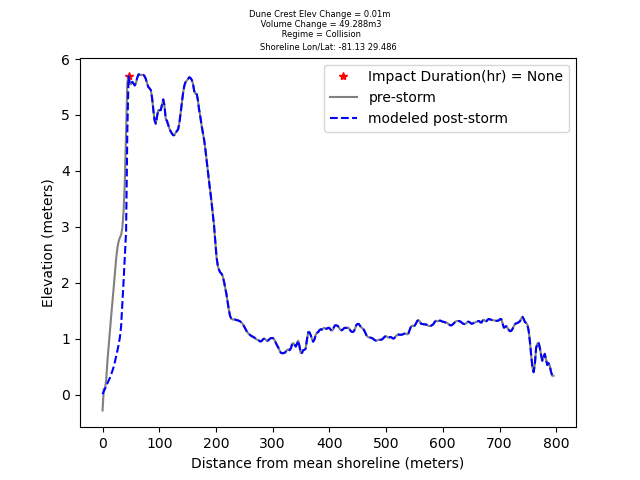 Dune Crest Elev Change = 0.01m
Volume Change = 49.288m3
Regime = Collision
Shoreline Lon/Lat: -81.13 29.486
Impact Duration(hr) = None
pre-storm
modeled post-storm
Elevation (meters)
6
5
4
3
2
1
0
0 100 200 300 400 500 600 700 800
Distance from mean shoreline (meters)